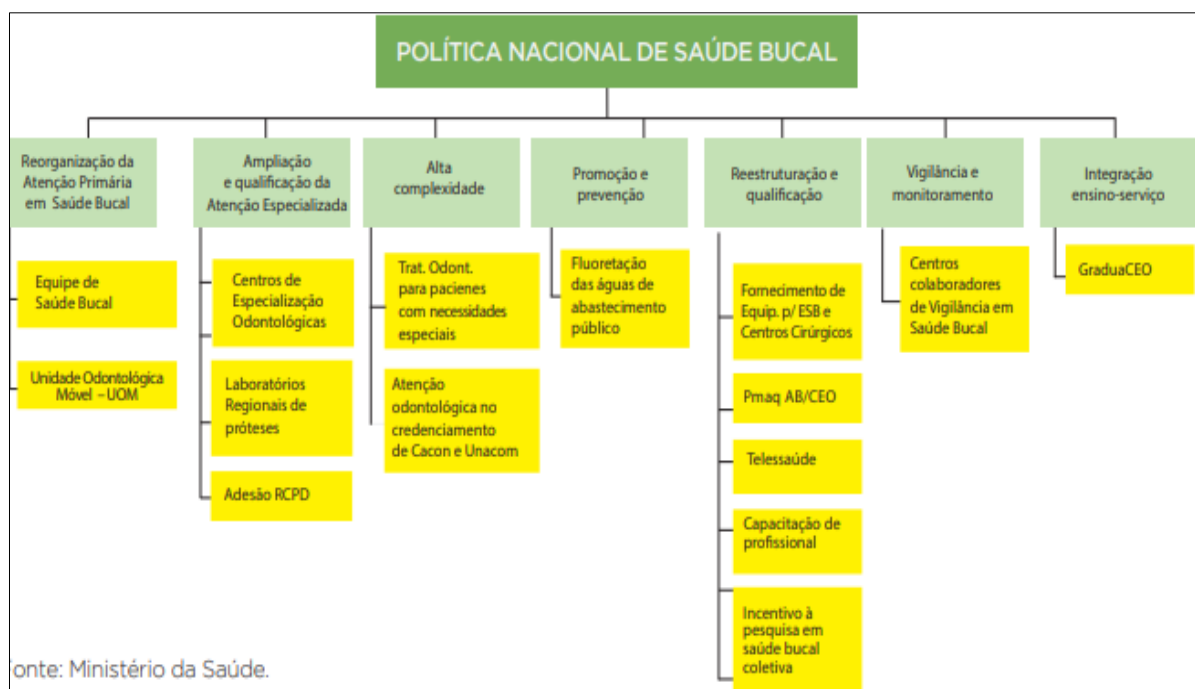 POLÍTICA NACIONAL DE SAÚDE BUCAL
Reorganização da
Atenção Primária
em Saúde Bucal
Equipe de
Saúde Bucal
Unidade Odontológica
Móvel – UOM
Ampliação
e qualificação da
Atenção Especializada
Centros de
Especialização
Odontológicas
Laboratórios
Regionais de
próteses
Adesão RCPD
Alta
complexidade
Trat. Odont.
para pacienes
com necessidades
especiais
Atenção
odontológica no
credenciamento
de Cacon e Unacom
Promoção e
prevenção
Fluoretação
das águas de
abastecimento
público
Reestruturação e
qualificação
Fornecimento de
Equip. p/ ESB e
Centros Cirúrgicos
Pmaq AB/CEO
Telessaúde
Capacitação de
profissional
Incentivo à
pesquisa em
saúde bucal
coletiva
Vigilância e
monitoramento
Centros
colaboradores
de Vigilância em
Saúde Bucal
Integração
ensino-serviço
GraduaCEO
onte: Ministério da Saúde.